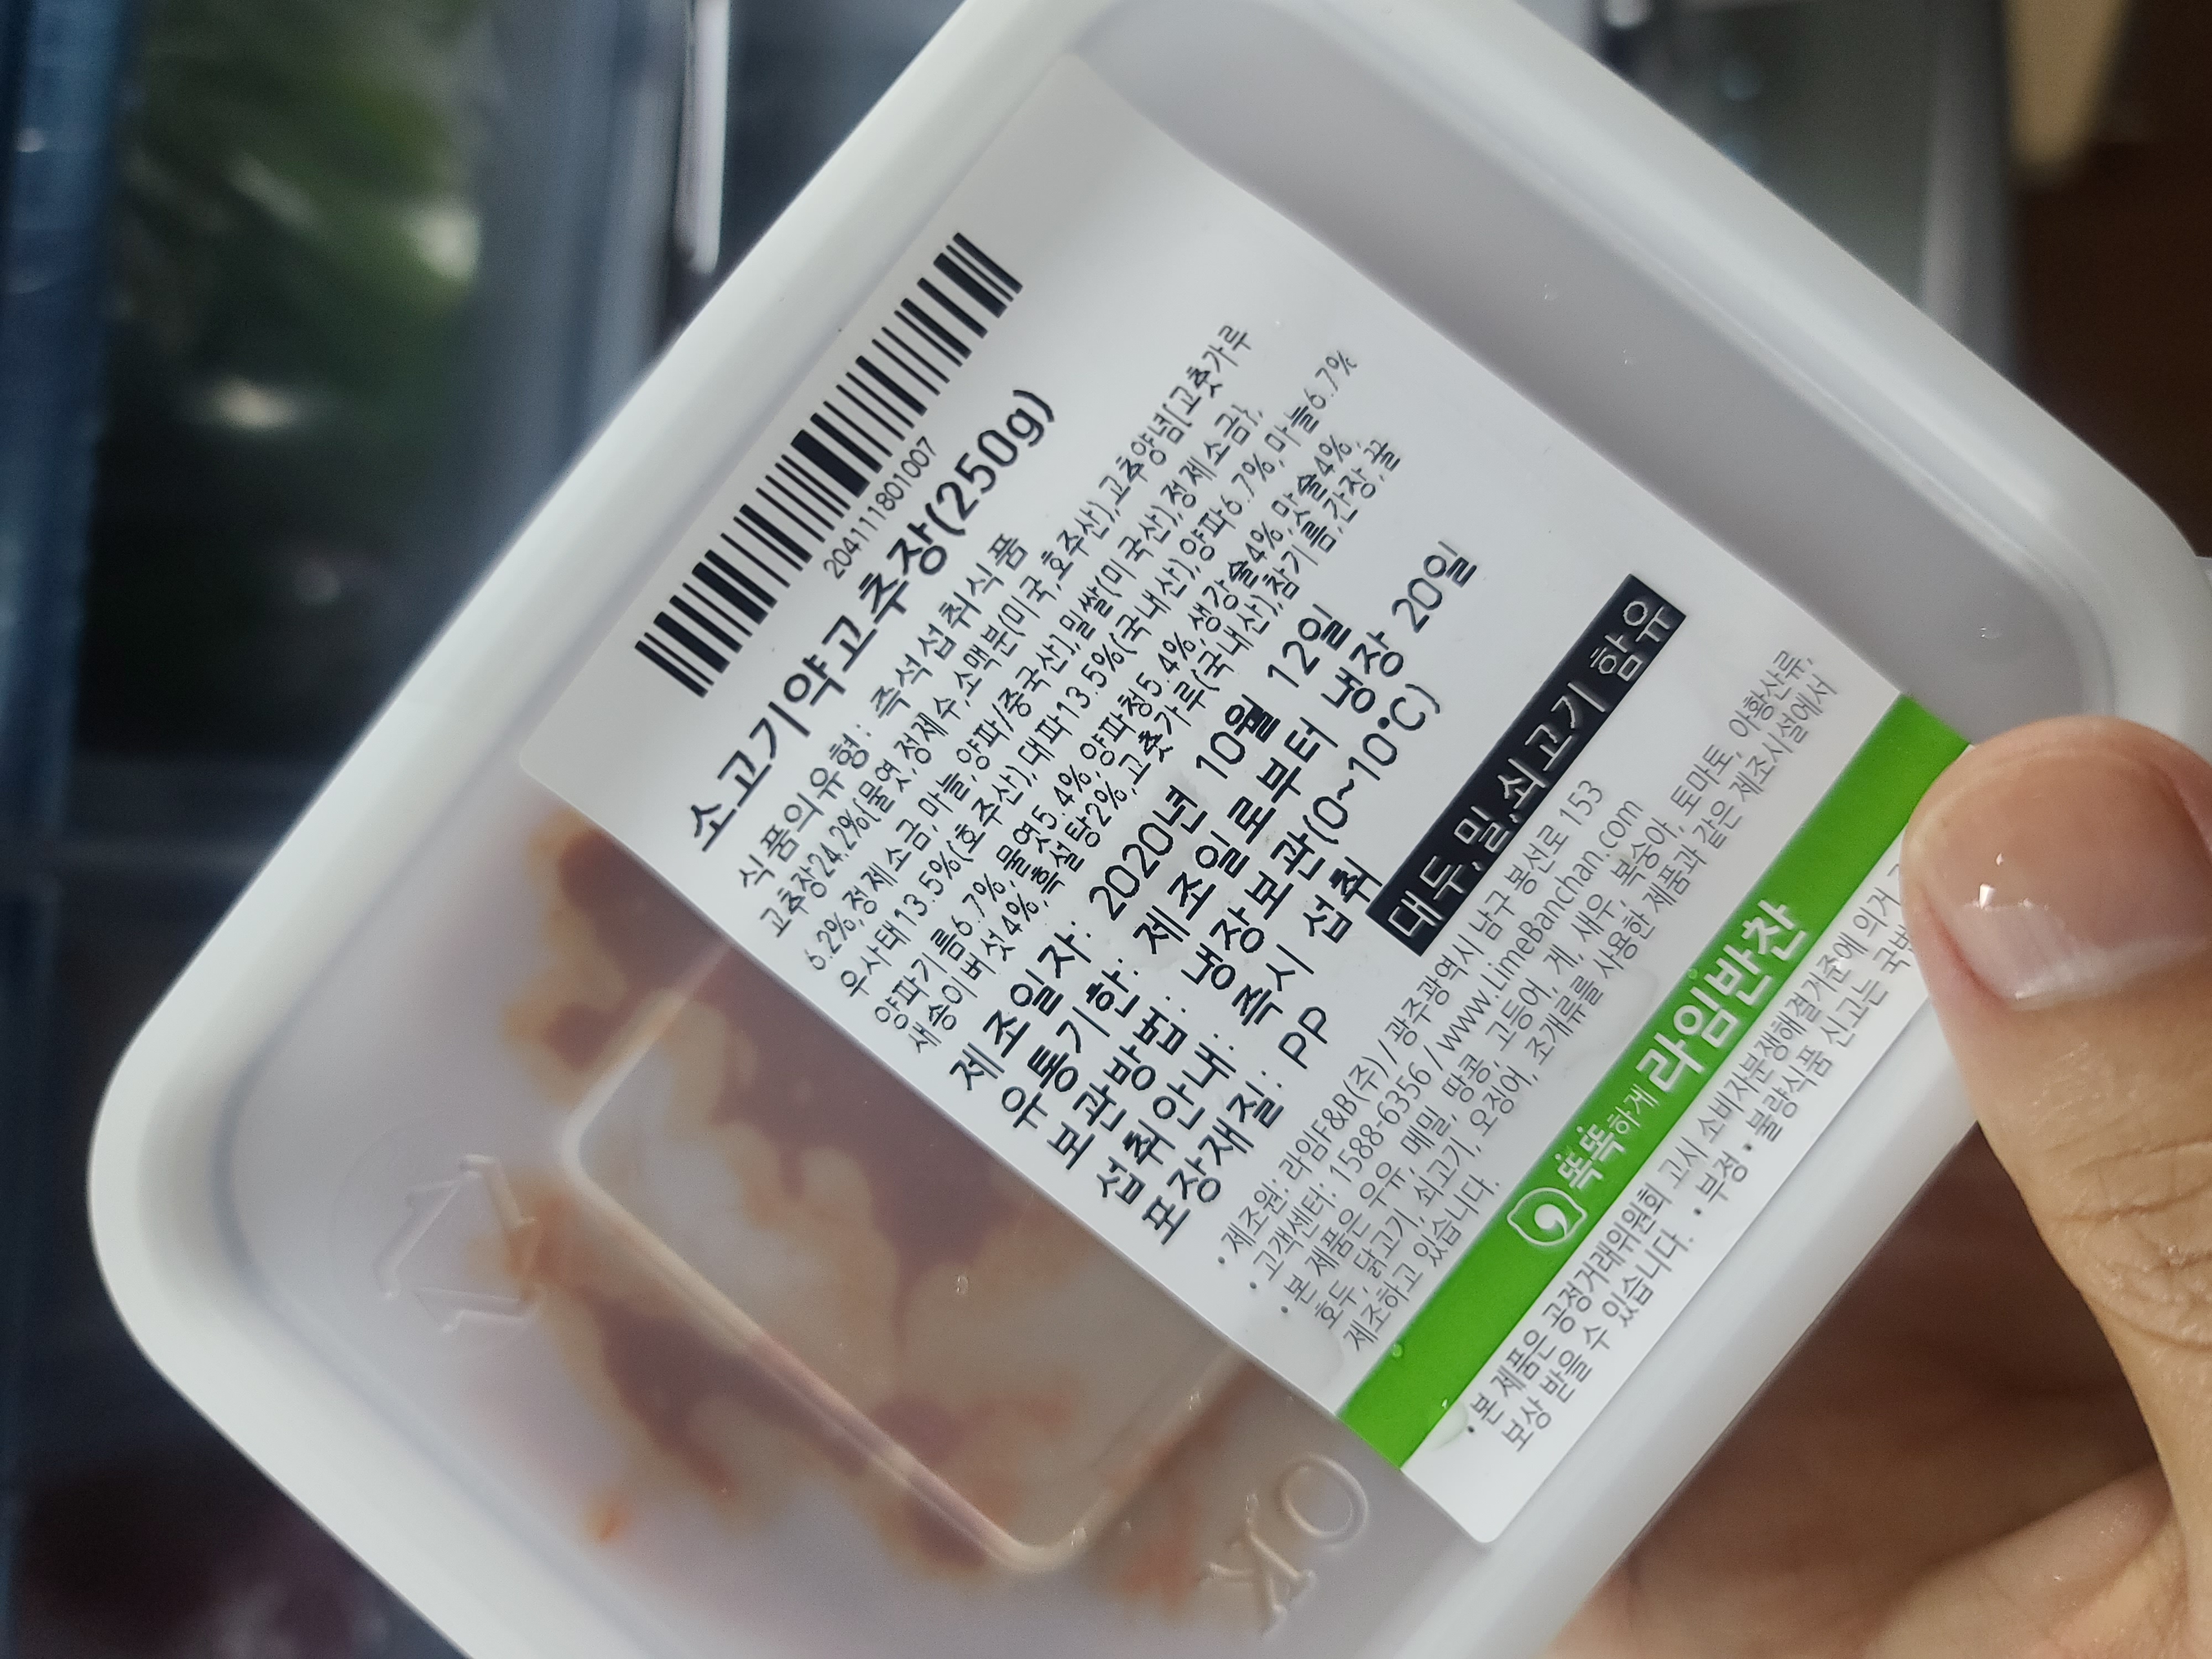 204111801007
소고기약고추장(250g)
식품의유형: 즉석섭취식품
고추장24.2%(물엿,정제수,소맥분(미국,호주산),고추양념[고춧가루
6.2%,정제소금,마늘,양파/중국산],밀쌀(미국산),정제소금},
우사태13.5%(호주산),대파13.5%(국내산),양파6.7%,마늘6.7%
양파기름6.7%,물엿5.4%,양파청5.4%,생강술4%,맛술4%,
새송이버섯4%,흑설탕2%,고춧가루(국내산),참기름,간장,꿀
제조일자: 2020년 10월 12일
유통기한: 제조일로부터 냉장 20일
보관방법: 냉장보관(0~10°C)
섭취안내: 즉시 섭취
포장재질: PP
대두,밀,쇠고기 함유
• 제조원: 라임F&B(주) / 광주광역시 남구 봉선로 153
• 고객센터: 1588-6356 / www.LimeBanchan.com
• 본 제품은 우유, 메밀, 땅콩, 고등어, 게, 새우, 복숭아, 토마토, 아황산류,
호두, 닭고기, 쇠고기, 오징어, 조개류를 사용한 제품과 같은 제조시설에서
제조하고 있습니다.
똑똑하게 라임반찬
• 본 제품은 공정거래위원회 고시 소비자분쟁해결기준에 의거
보상 받을 수 있습니다. • 부정 • 불량식품 신고는 국번
OK